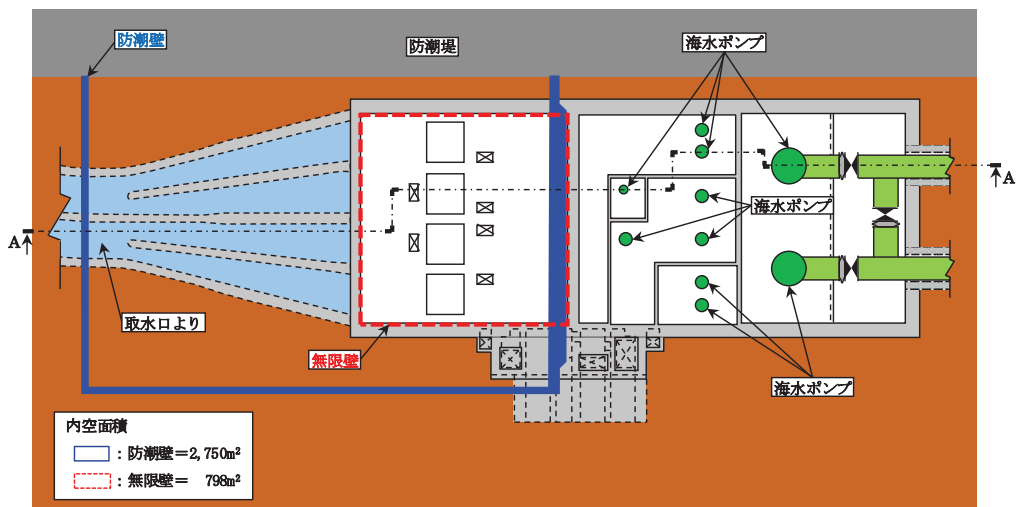 防潮壁
防潮堤
海水ポンプ
A
A
海水ポンプ
取水口より
無限壁
海水ポンプ
内空面積
：防潮壁＝2,750m²
：無限壁＝ 798m²